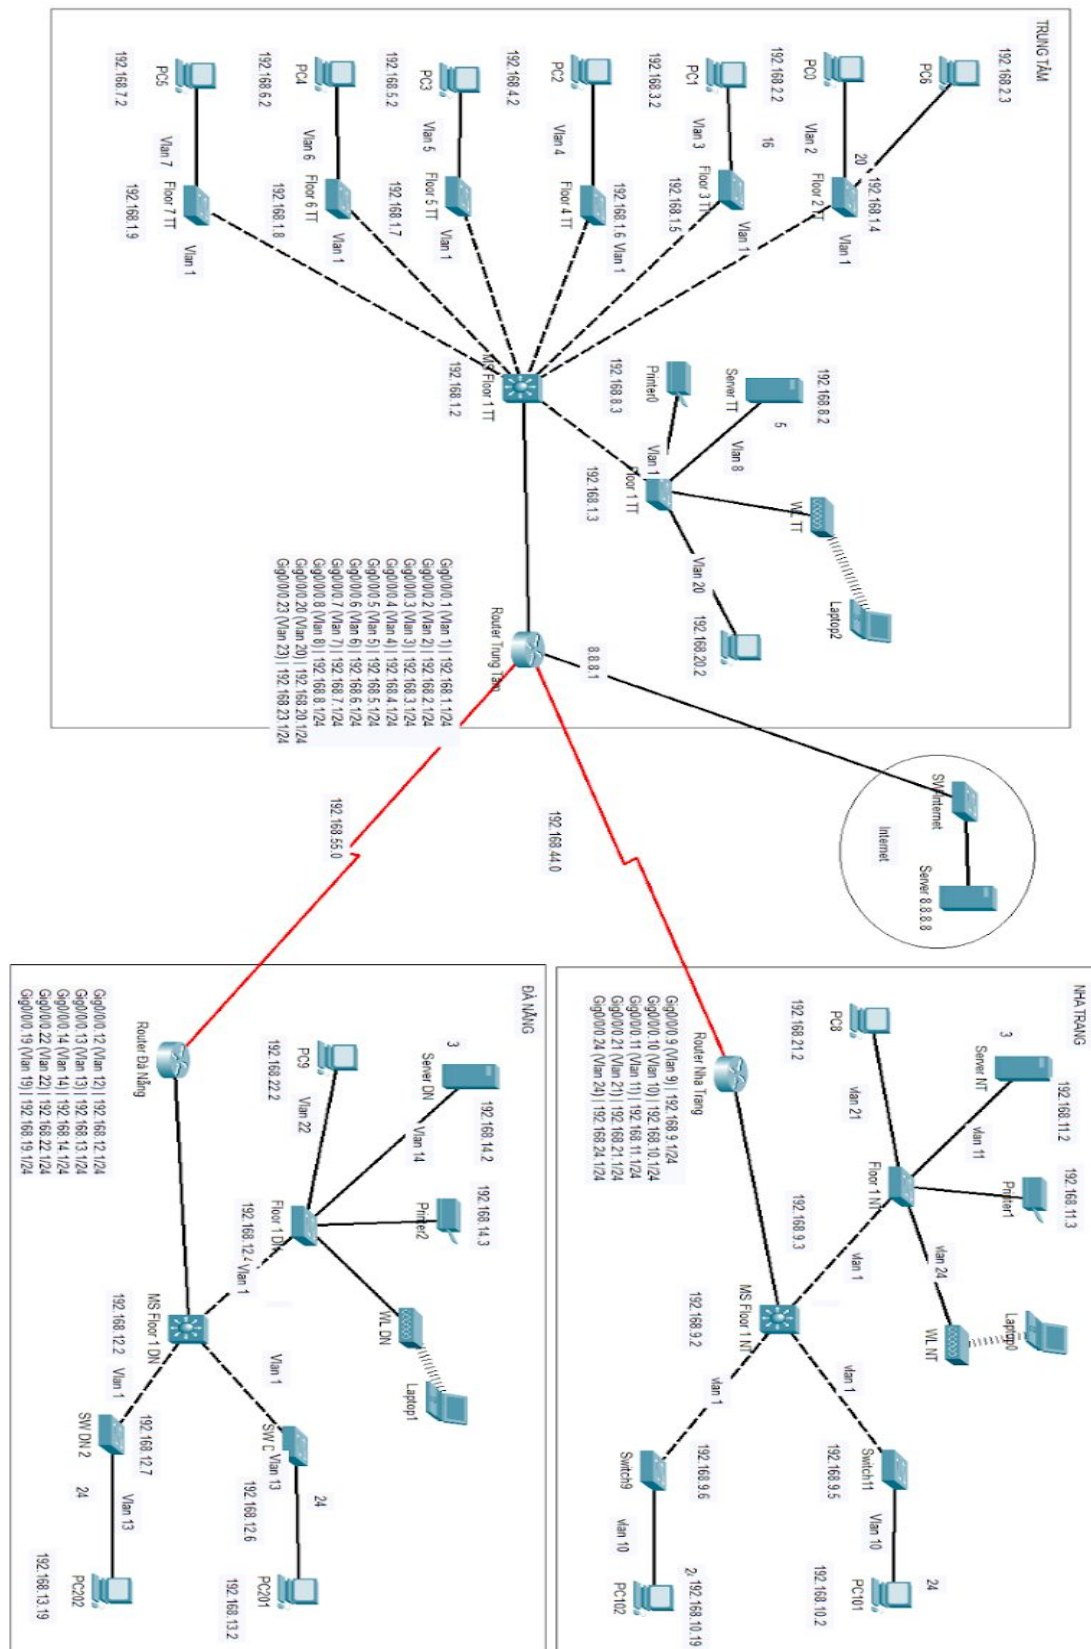 TRUNG TÂM
192.168.2.3
PC6
PC0
192.168.2.2
Vlan 2
20
192.168.1.4
Floor 2 TT
Vlan 1
PC1
192.168.3.2
16
Vlan 3
Floor 3 TT
192.168.1.5
Vlan 1
PC2
192.168.4.2
Vlan 4
Floor 4 TT
192.168.1.6
Vlan 1
PC3
192.168.5.2
Vlan 5
Floor 5 TT
192.168.1.7
Vlan 1
PC4
192.168.6.2
Vlan 6
Floor 6 TT
192.168.1.8
Vlan 1
PC5
192.168.7.2
Vlan 7
Floor 7 TT
192.168.1.9
Vlan 1
MS Floor 1 TT
192.168.1.2
192.168.8.2
Server TT
5
Vlan 8
Printer0
192.168.8.3
Vlan 1
Floor 1 TT
192.168.1.3
WL TT
Laptop2
Vlan 20
192.168.20.2
8.8.8.1
Router Trung Tâm
Gig0/0/0.1 (Vlan 1) | 192.168.1.1/24
Gig0/0/0.2 (Vlan 2) | 192.168.2.1/24
Gig0/0/0.3 (Vlan 3) | 192.168.3.1/24
Gig0/0/0.4 (Vlan 4) | 192.168.4.1/24
Gig0/0/0.5 (Vlan 5) | 192.168.5.1/24
Gig0/0/0.6 (Vlan 6) | 192.168.6.1/24
Gig0/0/0.7 (Vlan 7) | 192.168.7.1/24
Gig0/0/0.8 (Vlan 8) | 192.168.8.1/24
Gig0/0/0.20 (Vlan 20) | 192.168.20.1/24
Gig0/0/0.23 (Vlan 23) | 192.168.23.1/24
SW Internet
Internet
Server 8.8.8.8
192.168.44.0
192.168.55.0
NHA TRANG
192.168.11.2
Server NT
3
PC8
192.168.21.2
vlan 21
vlan 11
192.168.11.3
Printer1
Floor 1 NT
192.168.9.3
vlan 1
vlan 24
WL NT
Laptop0
Router Nha Trang
Gig0/0/0.9 (Vlan 9) | 192.168.9.1/24
Gig0/0/0.10 (Vlan 10) | 192.168.10.1/24
Gig0/0/0.11 (Vlan 11) | 192.168.11.1/24
Gig0/0/0.21 (Vlan 21) | 192.168.21.1/24
Gig0/0/0.24 (Vlan 24) | 192.168.24.1/24
MS Floor 1 NT
192.168.9.2
vlan 1
vlan 1
Switch11
192.168.9.5
Vlan 10
24
PC101
192.168.10.2
Switch9
192.168.9.6
vlan 10
192.168.10.19
PC102
ĐÀ NẴNG
Server DN
3
192.168.14.2
Vlan 14
PC9
192.168.22.2
Vlan 22
192.168.14.3
Printer2
Floor 1 DN
192.168.12.4
Vlan 1
WL DN
Laptop1
Router Đà Nẵng
Gig0/0/0.12 (Vlan 12) | 192.168.12.1/24
Gig0/0/0.13 (Vlan 13) | 192.168.13.1/24
Gig0/0/0.14 (Vlan 14) | 192.168.14.1/24
Gig0/0/0.22 (Vlan 22) | 192.168.22.1/24
Gig0/0/0.19 (Vlan 19) | 192.168.19.1/24
MS Floor 1 DN
192.168.12.2
Vlan 1
Vlan 1
SW
Vlan 13
192.168.12.6
24
PC201
192.168.13.2
SW DN 2
192.168.12.7
24
Vlan 13
PC202
192.168.13.19